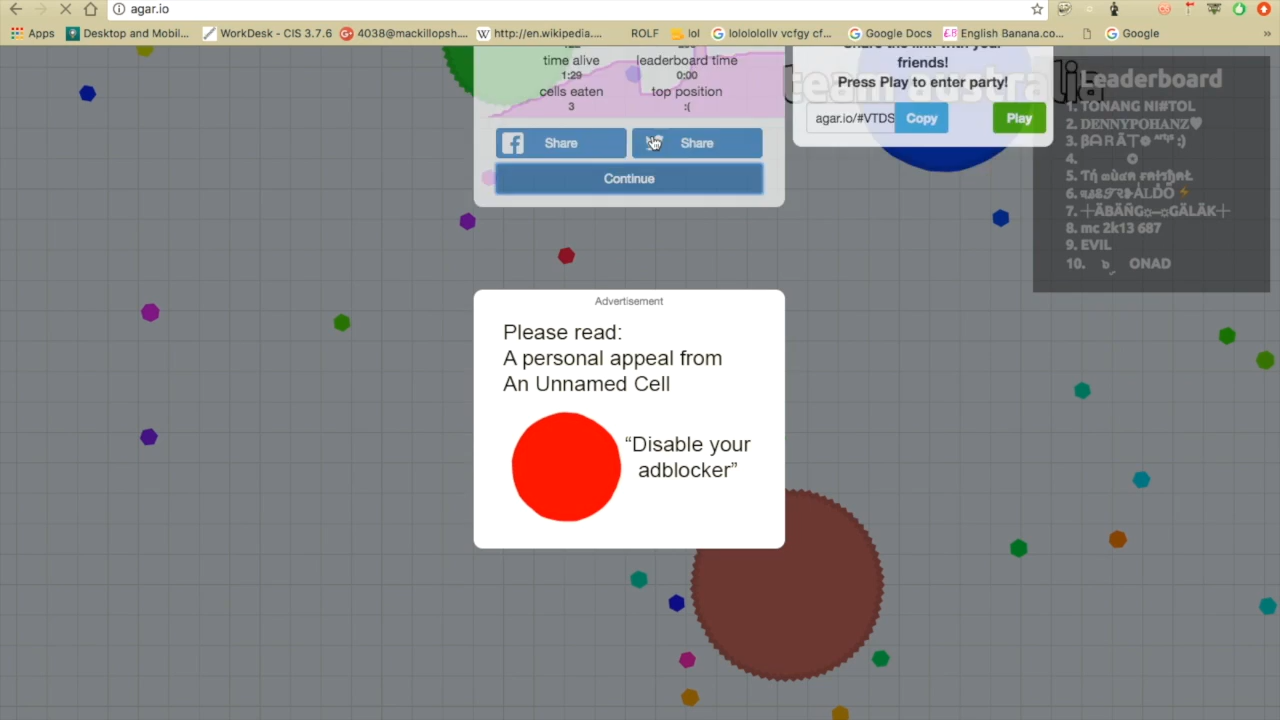 agar.io
Apps Desktop and Mobil... WorkDesk - CIS 3.7.6 4038@mackillopsh.... http://en.wikipedia.... ROLF lol lolololollv vcfgy cf... Google Docs English Banana.co... Google »
time alive leaderboard time
1:29 0:00
cells eaten top position
3 :(
Share Share
Continue
friends!
Press Play to enter party!
agar.io/#VTDS Copy Play
team australia
Leaderboard
1. TONANG NI#TOL
2. DENNYPOHANZ♥
4.
8. mc 2k13 687
9. EVIL
10. ONAD
Advertisement
Please read:
A personal appeal from
An Unnamed Cell
“Disable your
adblocker”